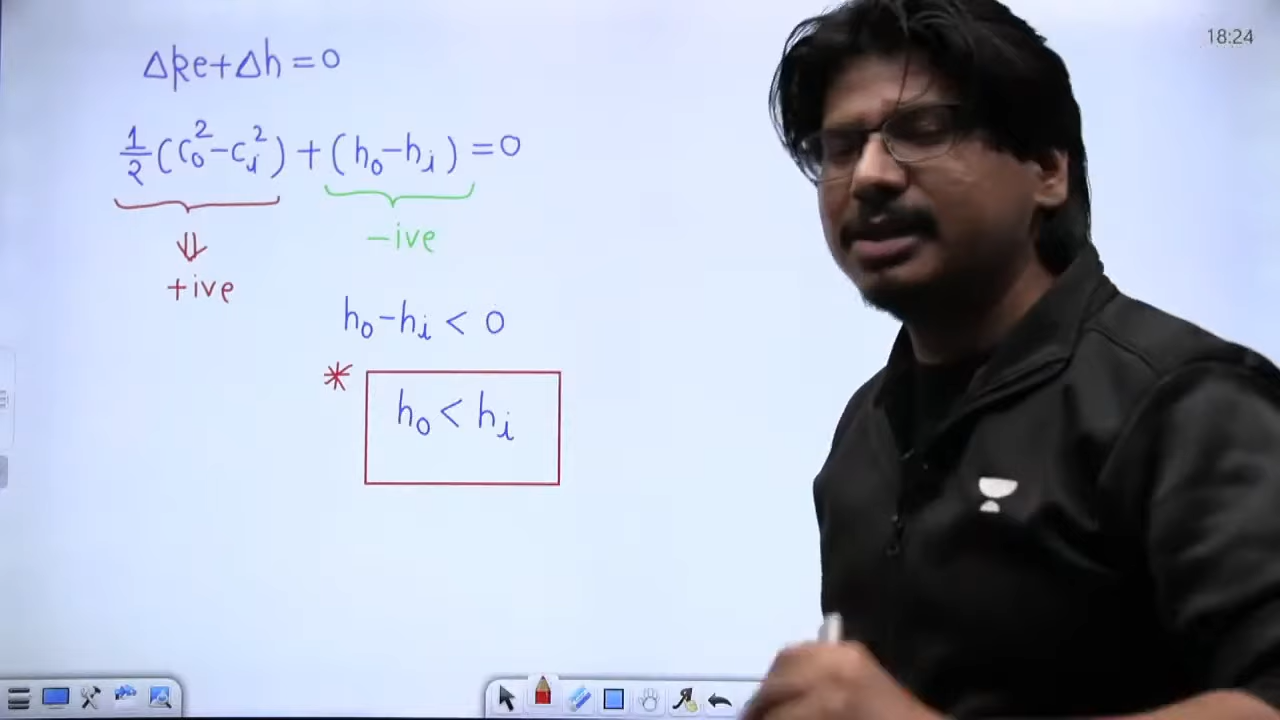 18:24
Δke+Δh=0
1/2(C₀²-Cᵢ²)+(h₀-hᵢ)=0
⇓
-ive
+ive
h₀-hᵢ < 0
* h₀ < hᵢ